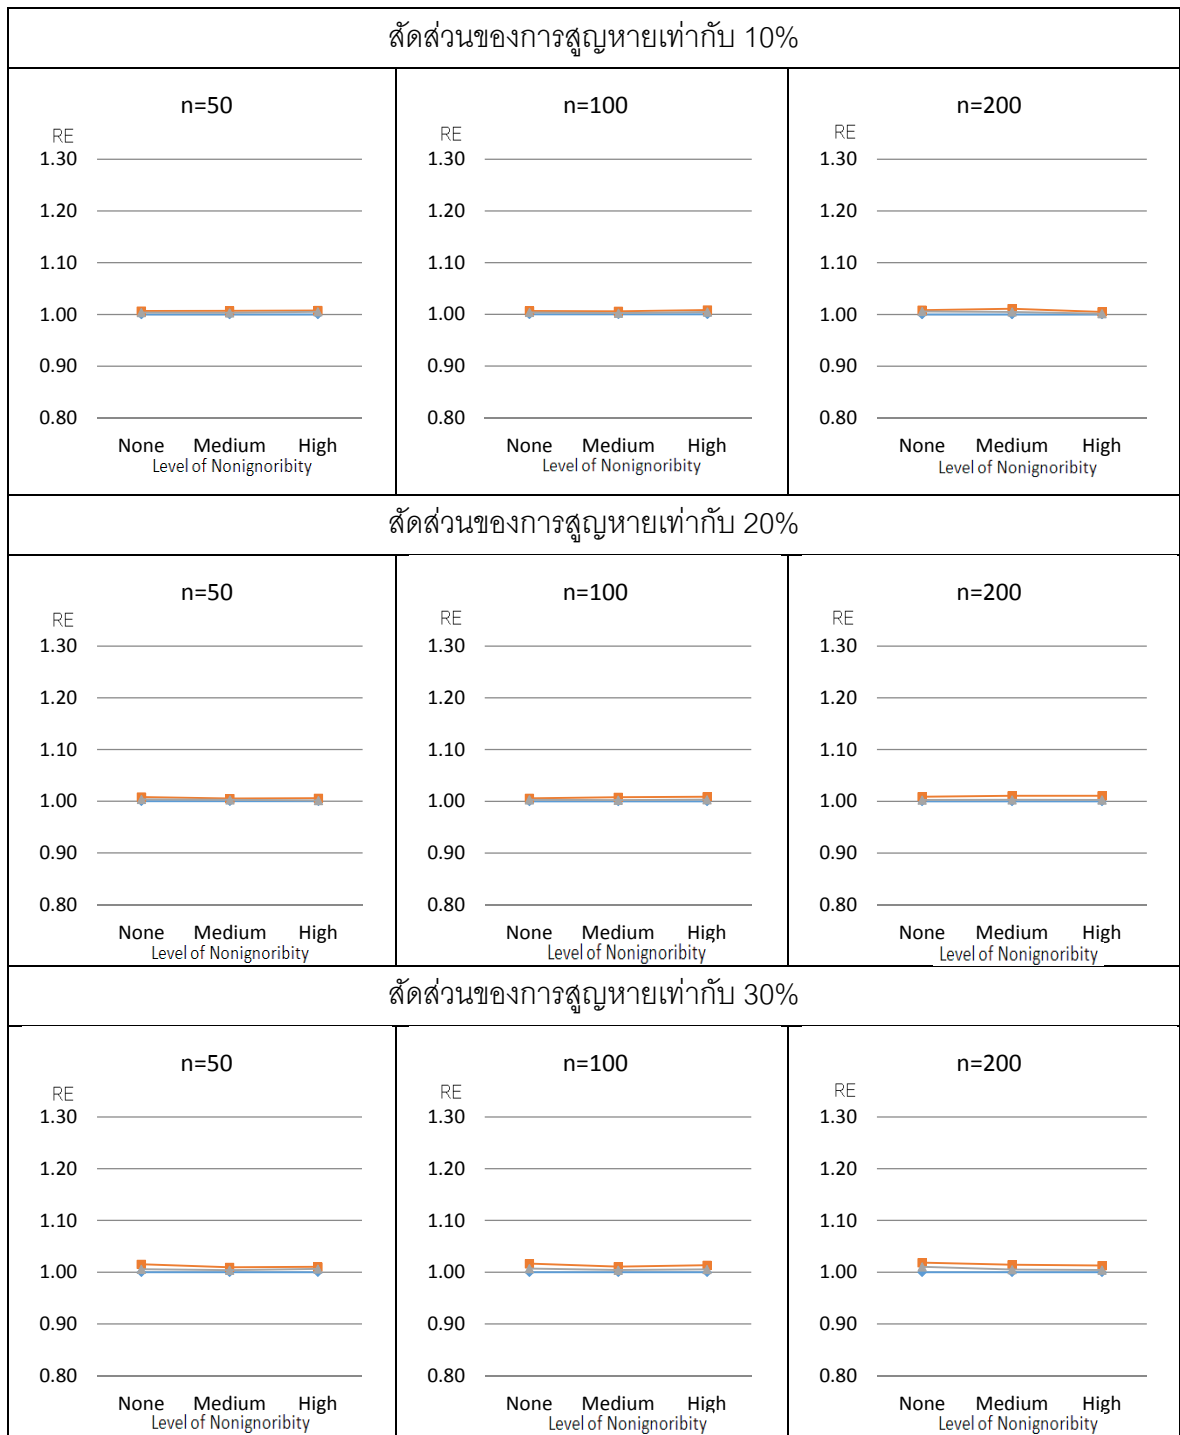 สัดส่วนของการสูญหายเท่ากับ 10%
n=50
RE
1.30
1.20
1.10
1.00
0.90
0.80
None Medium High
Level of Nonignoribity
n=100
RE
1.30
1.20
1.10
1.00
0.90
0.80
None Medium High
Level of Nonignoribity
n=200
RE
1.30
1.20
1.10
1.00
0.90
0.80
None Medium High
Level of Nonignoribity
สัดส่วนของการสูญหายเท่ากับ 20%
n=50
RE
1.30
1.20
1.10
1.00
0.90
0.80
None Medium High
Level of Nonignoribity
n=100
RE
1.30
1.20
1.10
1.00
0.90
0.80
None Medium High
Level of Nonignoribity
n=200
RE
1.30
1.20
1.10
1.00
0.90
0.80
None Medium High
Level of Nonignoribity
สัดส่วนของการสูญหายเท่ากับ 30%
n=50
RE
1.30
1.20
1.10
1.00
0.90
0.80
None Medium High
Level of Nonignoribity
n=100
RE
1.30
1.20
1.10
1.00
0.90
0.80
None Medium High
Level of Nonignoribity
n=200
RE
1.30
1.20
1.10
1.00
0.90
0.80
None Medium High
Level of Nonignoribity